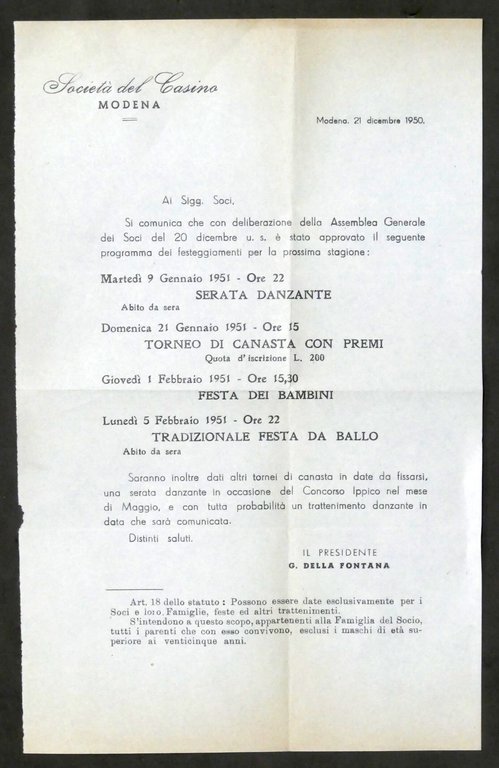 Società del Casino
MODENA
Modena, 21 dicembre 1950.
Ai Sigg. Soci,
Si comunica che con deliberazione della Assemblea Generale
dei Soci del 20 dicembre u. s. è stato approvato il seguente
programma dei festeggiamenti per la prossima stagione:
Martedì 9 Gennaio 1951 - Ore 22
SERATA DANZANTE
Abito da sera
Domenica 21 Gennaio 1951 - Ore 15
TORNEO DI CANASTA CON PREMI
Quota d'iscrizione L. 200
Giovedì 1 Febbraio 1951 - Ore 15,30
FESTA DEI BAMBINI
Lunedì 5 Febbraio 1951 - Ore 22
TRADIZIONALE FESTA DA BALLO
Abito da sera
Saranno inoltre dati altri tornei di canasta in date da fissarsi,
una serata danzante in occasione del Concorso Ippico nel mese
di Maggio, e con tutta probabilità un trattenimento danzante in
data che sarà comunicata.
Distinti saluti.
IL PRESIDENTE
G. DELLA FONTANA
Art. 18 dello statuto: Possono essere date esclusivamente per i
Soci e loro Famiglie, feste ed altri trattenimenti.
S'intendono a questo scopo, appartenenti alla Famiglia del Socio,
tutti i parenti che con esso convivono, esclusi i maschi di età su-
periore ai venticinque anni.